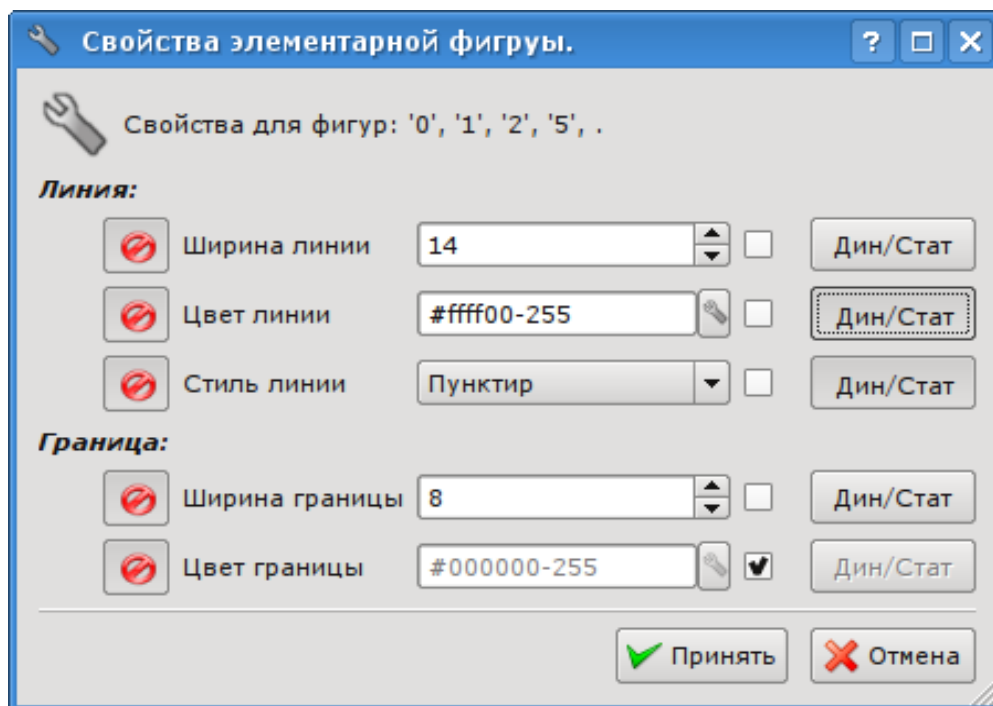 Свойства элементарной фигруы.
Свойства для фигур: '0', '1', '2', '5', .
Линия:
Ширина линии 14 Дин/Стат
Цвет линии #ffff00-255 Дин/Стат
Стиль линии Пунктир Дин/Стат
Граница:
Ширина границы 8 Дин/Стат
Цвет границы #000000-255 Дин/Стат
Принять Отмена